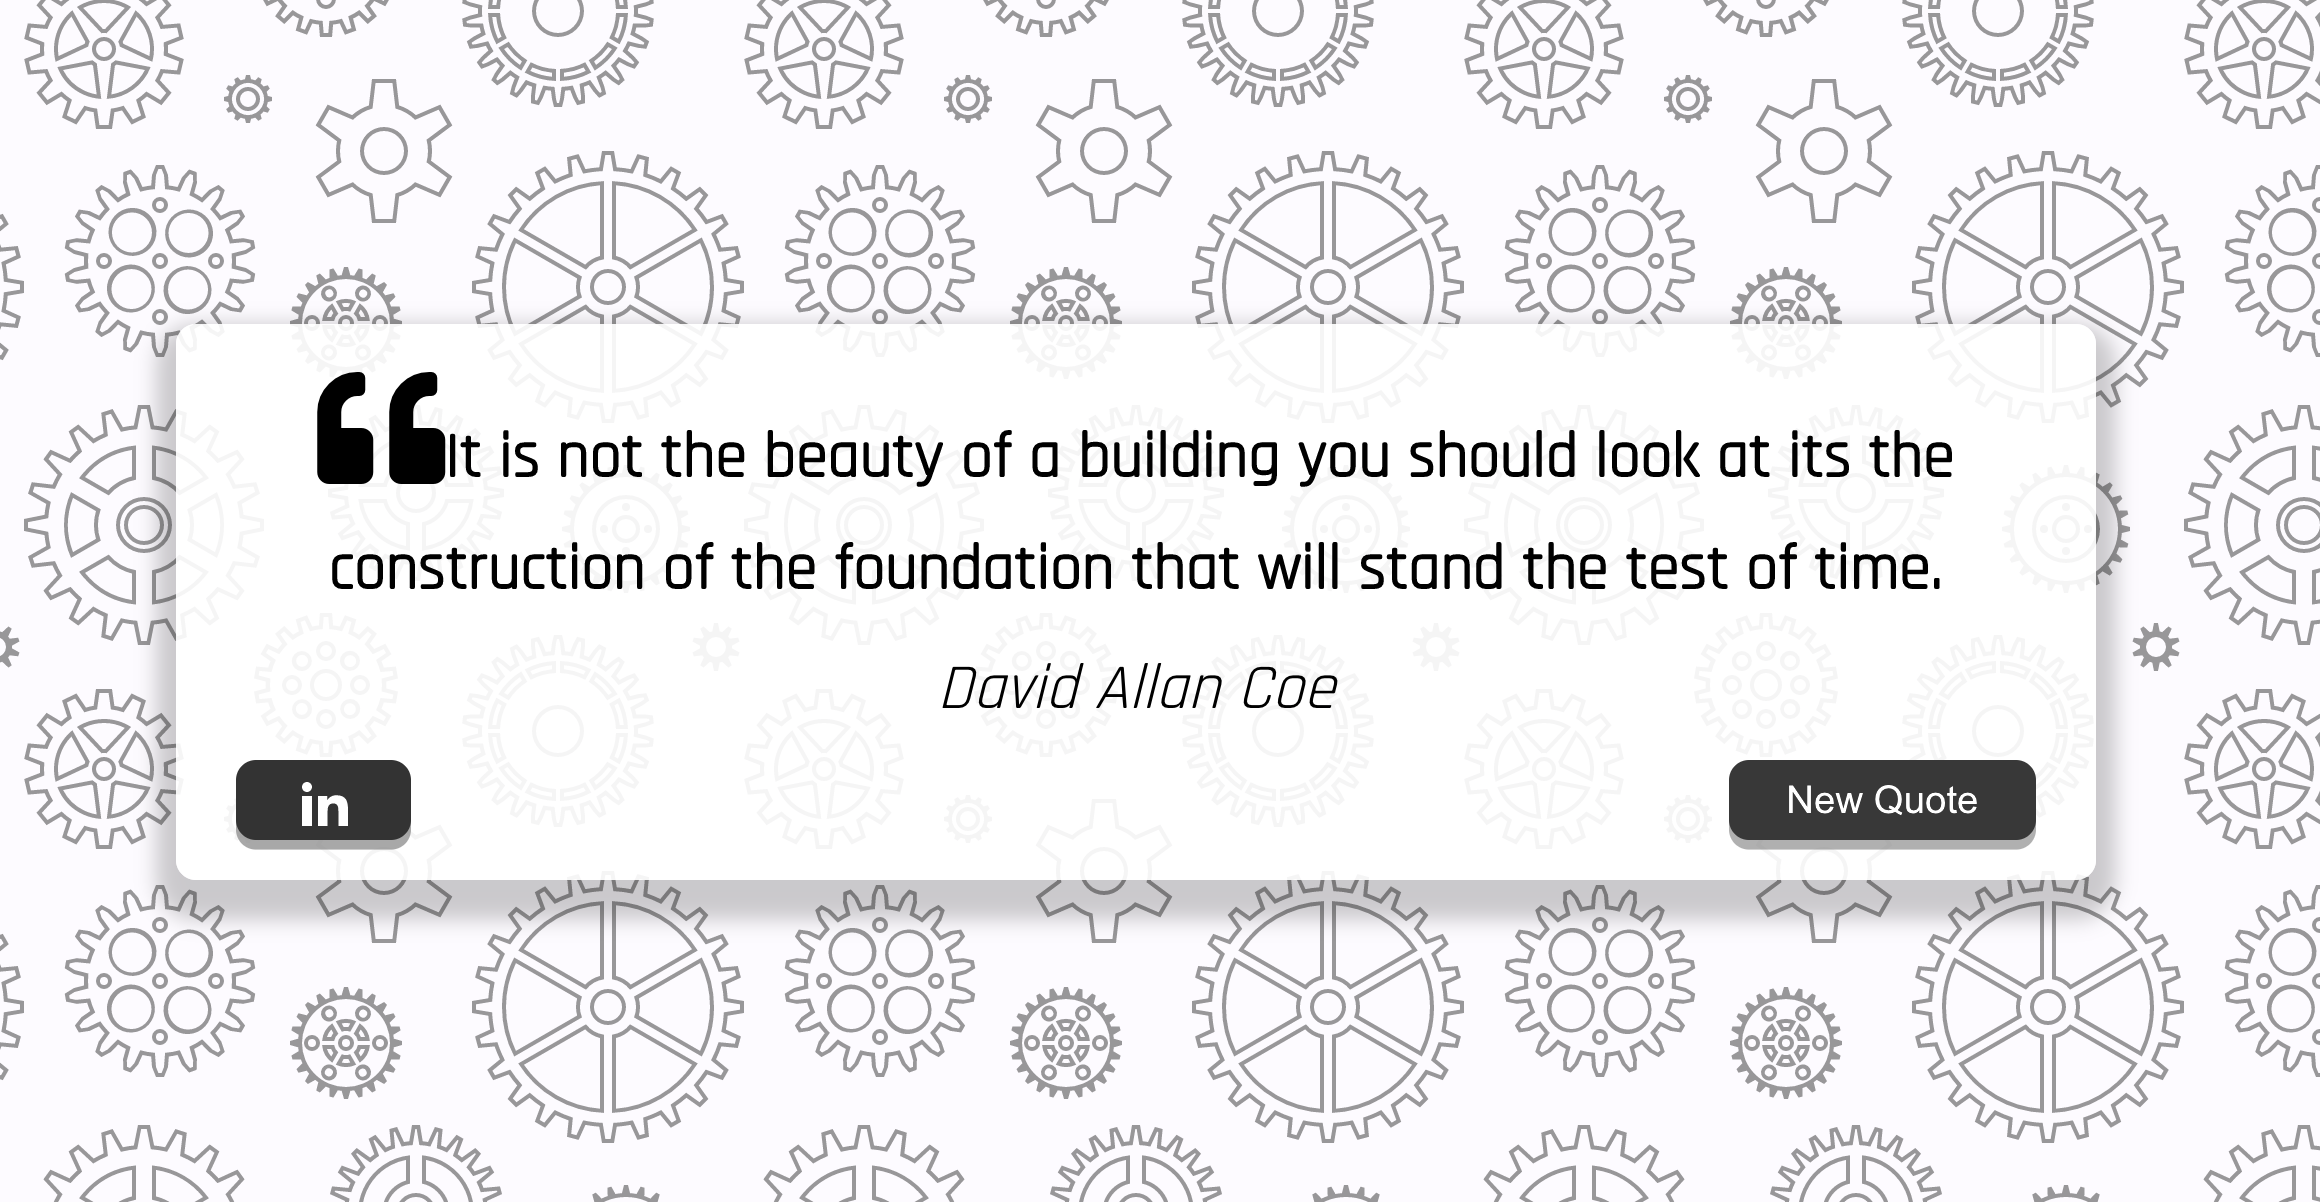 It is not the beauty of a building you should look at its the
construction of the foundation that will stand the test of time.
David Allan Coe
in
New Quote